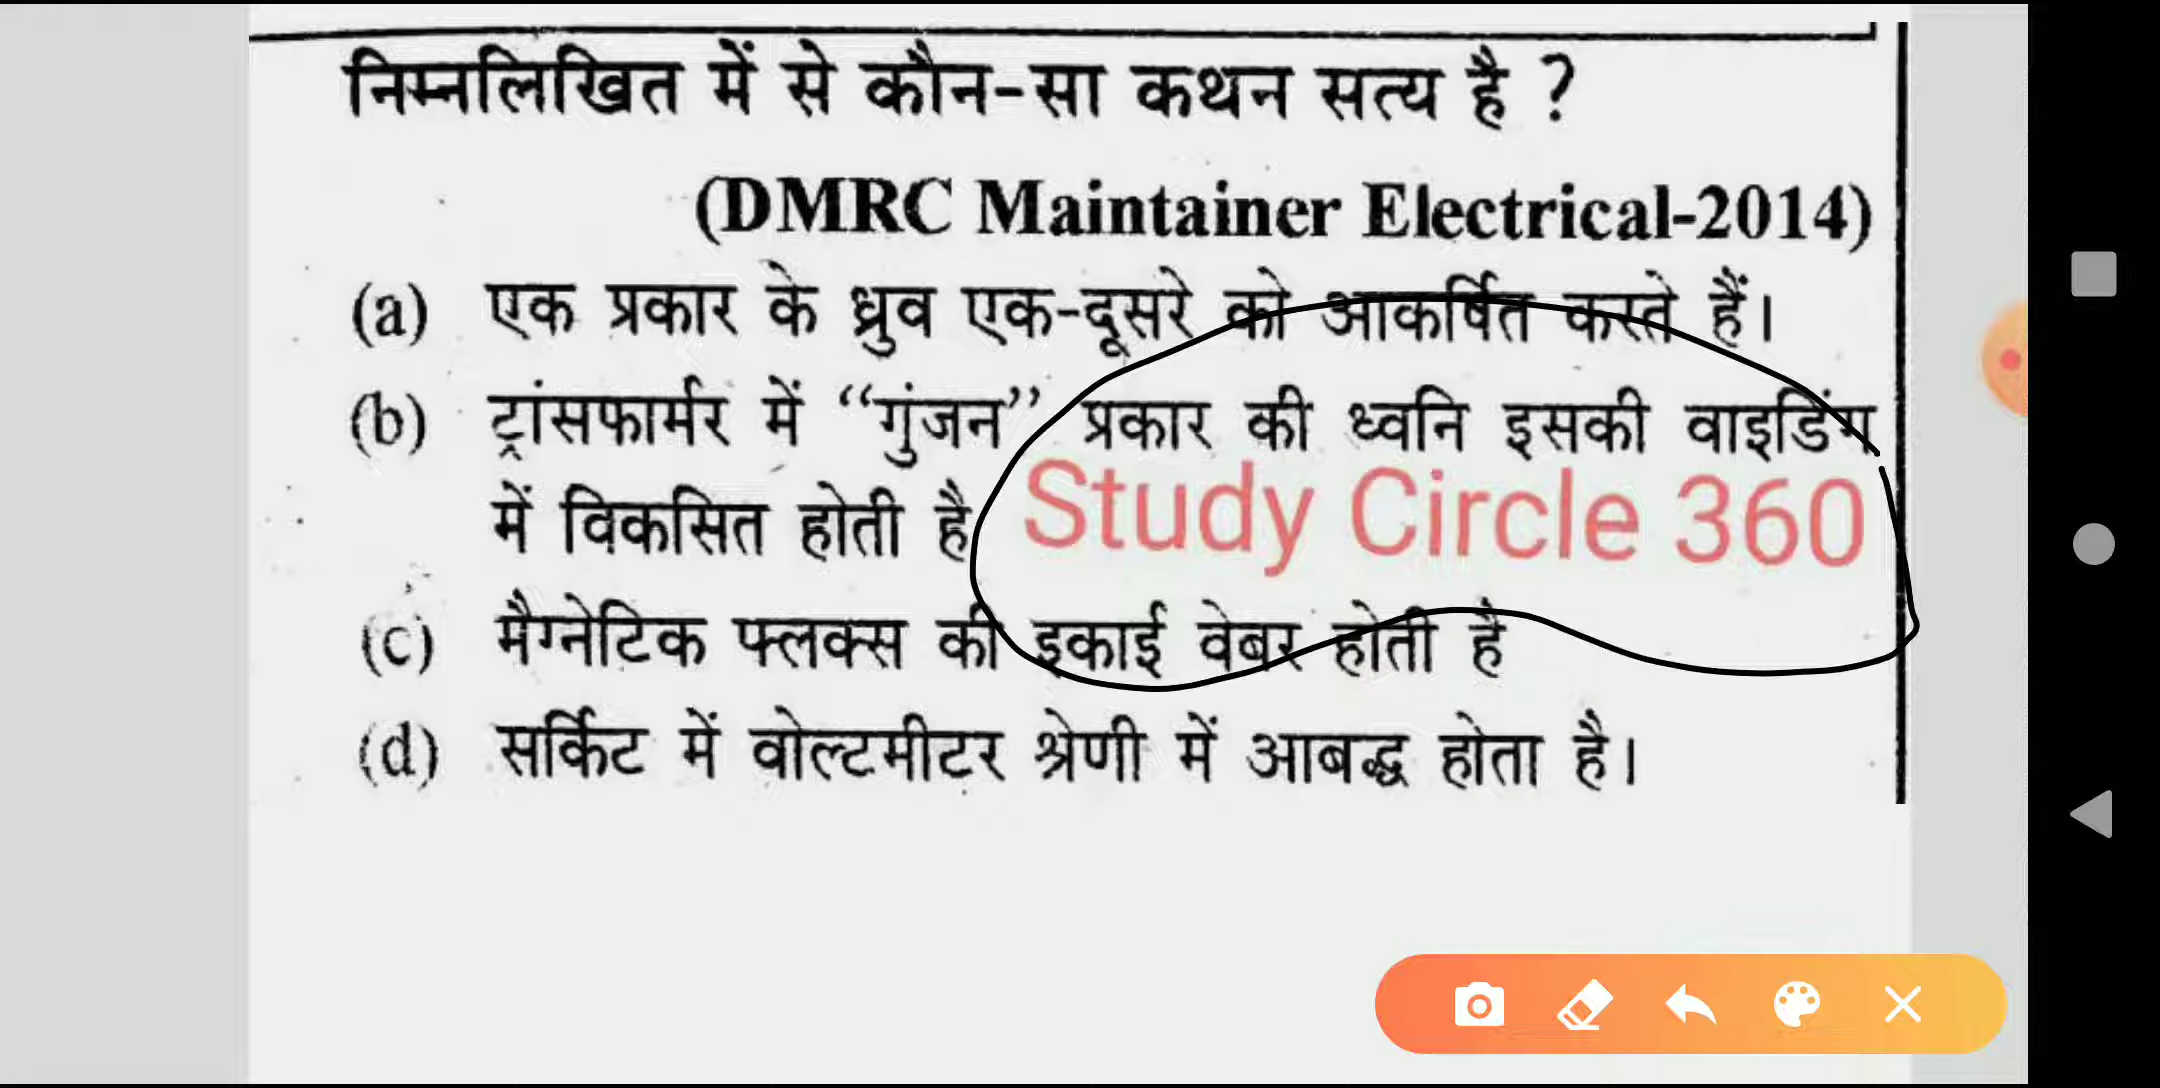 निम्नलिखित में से कौन-सा कथन सत्य है ?
(DMRC Maintainer Electrical-2014)
(a) एक प्रकार के ध्रुव एक-दूसरे को आकर्षित करते हैं।
(b) ट्रांसफार्मर में “गुंजन” प्रकार की ध्वनि इसकी वाइडिंग
में विकसित होती है
Study Circle 360
(c) मैग्नेटिक फ्लक्स की इकाई वेबर होती है
(d) सर्किट में वोल्टमीटर श्रेणी में आबद्ध होता है।